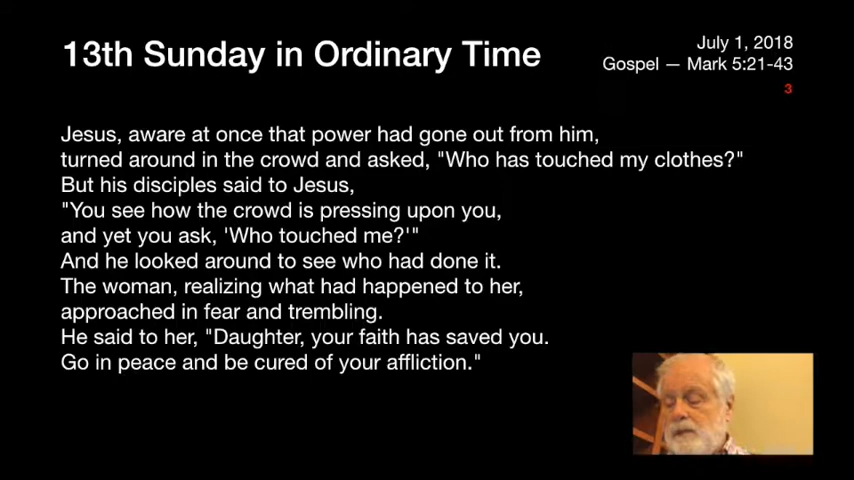 13th Sunday in Ordinary Time
July 1, 2018
Gospel — Mark 5:21-43
3
Jesus, aware at once that power had gone out from him,
turned around in the crowd and asked, "Who has touched my clothes?"
But his disciples said to Jesus,
"You see how the crowd is pressing upon you,
and yet you ask, 'Who touched me?'"
And he looked around to see who had done it.
The woman, realizing what had happened to her,
approached in fear and trembling.
He said to her, "Daughter, your faith has saved you.
Go in peace and be cured of your affliction."